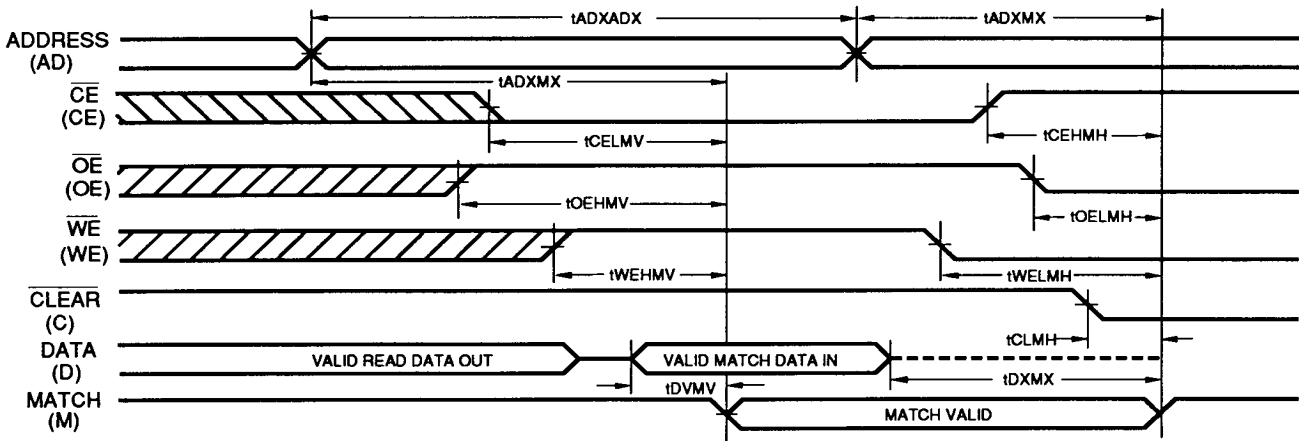 tADXADX
tADXMX
ADDRESS
(AD)
tADXMX
CE
(CE)
tCELMV
tCEHMH
OE
(OE)
tOEHMV
tOELMH
WE
(WE)
tWEHMV
tWELMH
CLEAR
(C)
tCLMH
DATA
(D)
VALID READ DATA OUT
VALID MATCH DATA IN
tDVMV
tDXMX
MATCH
(M)
MATCH VALID